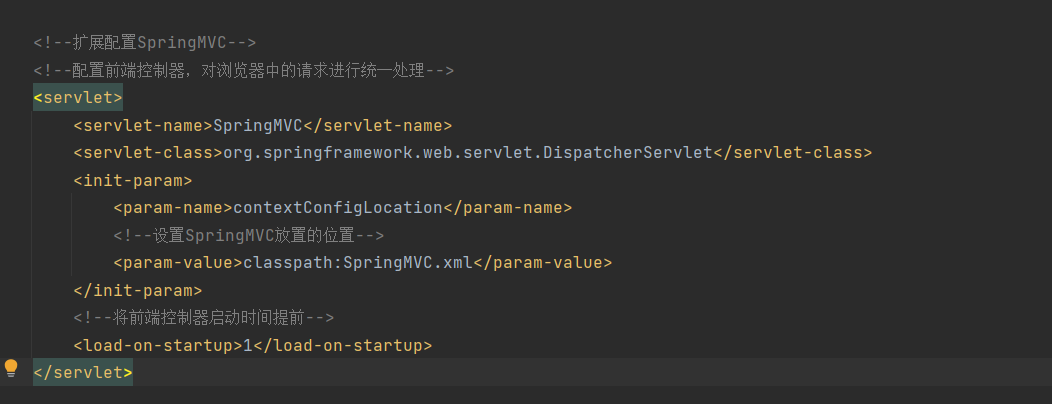 <!--扩展配置SpringMVC-->
<!--配置前端控制器，对浏览器中的请求进行统一处理-->
<servlet>
<servlet-name>SpringMVC</servlet-name>
<servlet-class>org.springframework.web.servlet.DispatcherServlet</servlet-class>
<init-param>
<param-name>contextConfigLocation</param-name>
<!--设置SpringMVC放置的位置-->
<param-value>classpath:SpringMVC.xml</param-value>
</init-param>
<!--将前端控制器启动时间提前-->
<load-on-startup>1</load-on-startup>
</servlet>